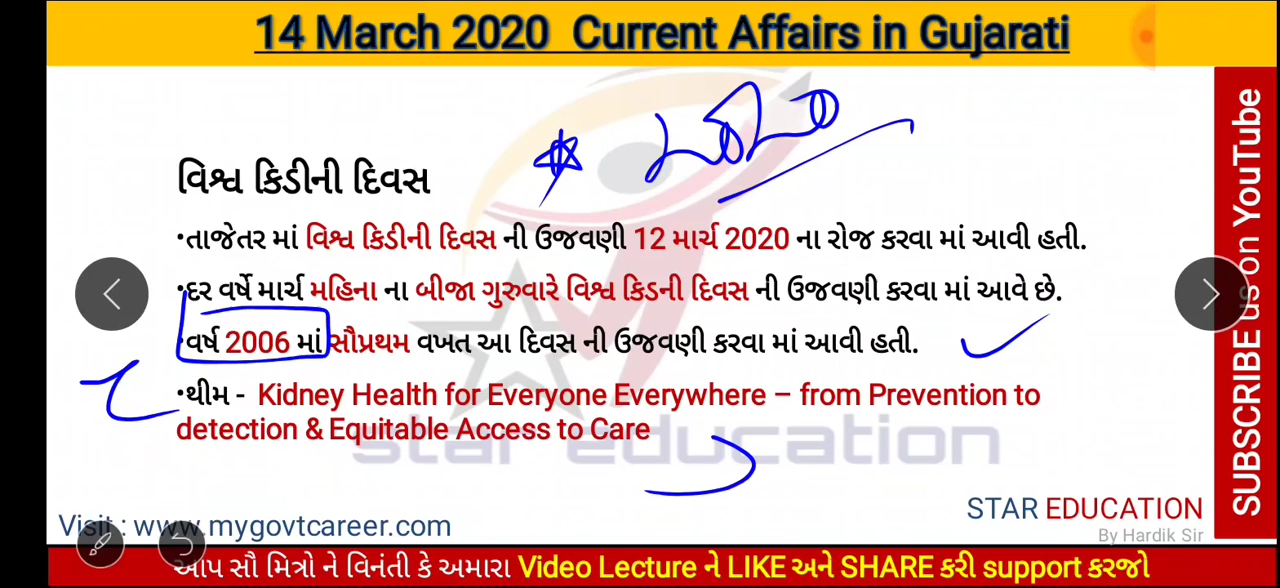 14 March 2020 Current Affairs in Gujarati
વિશ્વ કિડીની દિવસ
•તાજેતર માં વિશ્વ કિડીની દિવસ ની ઉજવણી 12 માર્ચ 2020 ના રોજ કરવા માં આવી હતી.
•દર વર્ષે માર્ચ મહિના ના બીજા ગુરુવારે વિશ્વ કિડની દિવસ ની ઉજવણી કરવા માં આવે છે.
•વર્ષ 2006 માં સૌપ્રથમ વખત આ દિવસ ની ઉજવણી કરવા માં આવી હતી.
•થીમ - Kidney Health for Everyone Everywhere – from Prevention to
detection & Equitable Access to Care
star education
STAR EDUCATION
By Hardik Sir
Visit : www.mygovtcareer.com
આપ સૌ મિત્રો ને વિનંતી કે અમારા Video Lecture ને LIKE અને SHARE કરી support કરજો
SUBSCRIBE us on YouTube